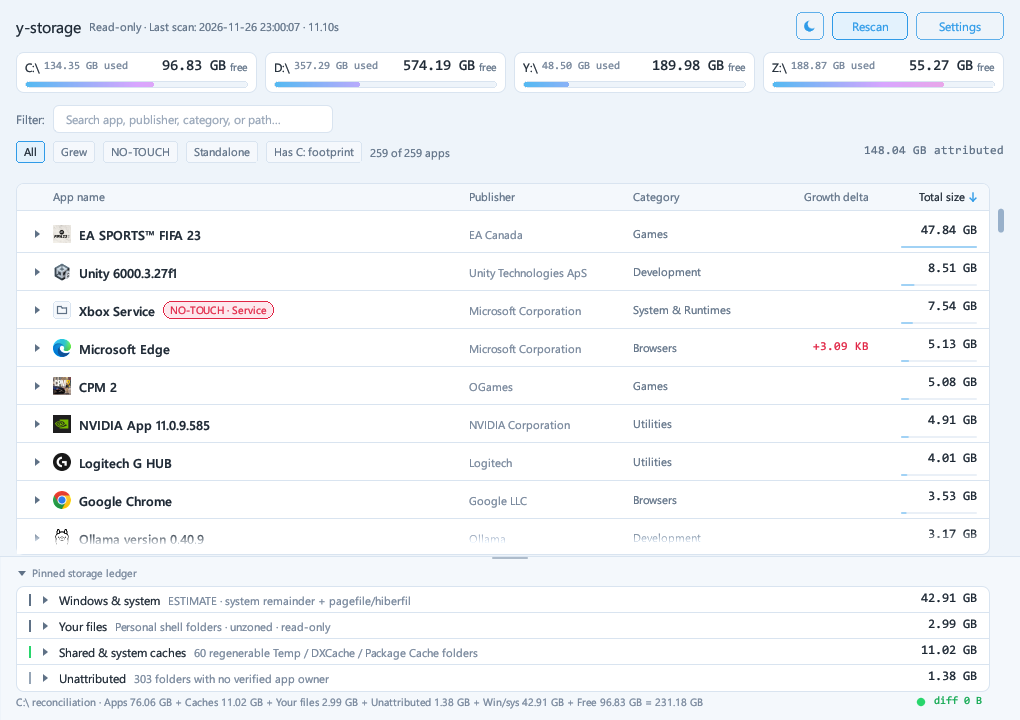 y-storage Read-only · Last scan: 2026-11-26 23:00:07 · 11.10s Rescan Settings
C:\ 134.35 GB used 96.83 GB free D:\ 357.29 GB used 574.19 GB free Y:\ 48.50 GB used 189.98 GB free Z:\ 188.87 GB used 55.27 GB free
Filter: Search app, publisher, category, or path...
All Grew NO-TOUCH Standalone Has C: footprint 259 of 259 apps 148.04 GB attributed
App name Publisher Category Growth delta Total size ↓
EA SPORTS™ FIFA 23 EA Canada Games 47.84 GB
Unity 6000.3.27f1 Unity Technologies ApS Development 8.51 GB
Xbox Service NO-TOUCH · Service Microsoft Corporation System & Runtimes 7.54 GB
Microsoft Edge Microsoft Corporation Browsers +3.09 KB 5.13 GB
CPM 2 OGames Games 5.08 GB
NVIDIA App 11.0.9.585 NVIDIA Corporation Utilities 4.91 GB
Logitech G HUB Logitech Utilities 4.01 GB
Google Chrome Google LLC Browsers 3.53 GB
Ollama version 0.40.9 Ollama Development 3.17 GB
Pinned storage ledger
Windows & system ESTIMATE · system remainder + pagefile/hiberfil 42.91 GB
Your files Personal shell folders · unzoned · read-only 2.99 GB
Shared & system caches 60 regenerable Temp / DXCache / Package Cache folders 11.02 GB
Unattributed 303 folders with no verified app owner 1.38 GB
C:\ reconciliation · Apps 76.06 GB + Caches 11.02 GB + Your files 2.99 GB + Unattributed 1.38 GB + Win/sys 42.91 GB + Free 96.83 GB = 231.18 GB diff 0 B